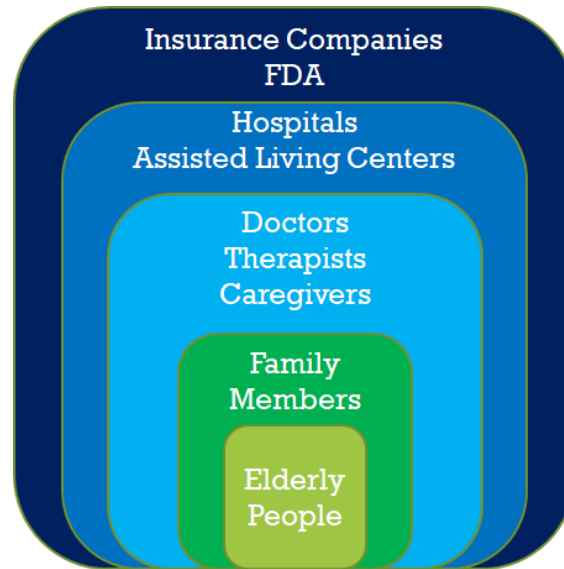 Insurance Companies
FDA
Hospitals
Assisted Living Centers
Doctors
Therapists
Caregivers
Family
Members
Elderly
People